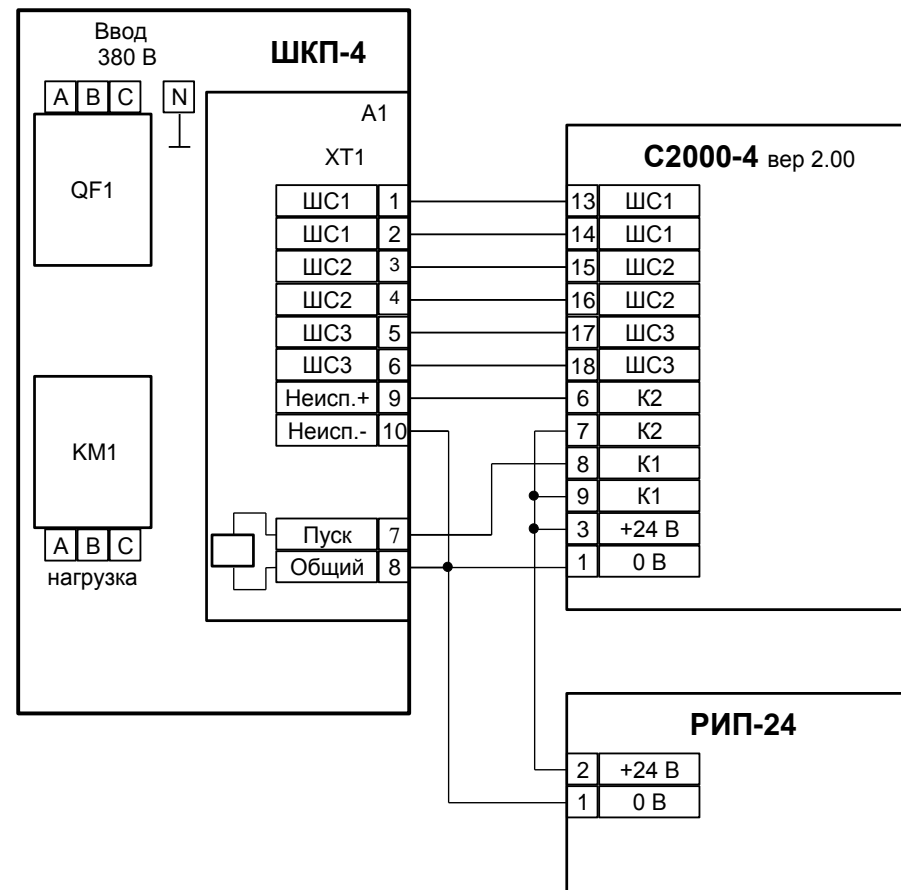 Ввод
380 В
ШКП-4
A B C N
QF1
A1
XT1
ШС1 1
ШС1 2
ШС2 3
ШС2 4
ШС3 5
ШС3 6
Неисп.+ 9
Неисп.- 10
Пуск 7
Общий 8
KM1
A B C
нагрузка
С2000-4 вер 2.00
13 ШС1
14 ШС1
15 ШС2
16 ШС2
17 ШС3
18 ШС3
6 К2
7 К2
8 К1
9 К1
3 +24 В
1 0 В
РИП-24
2 +24 В
1 0 В